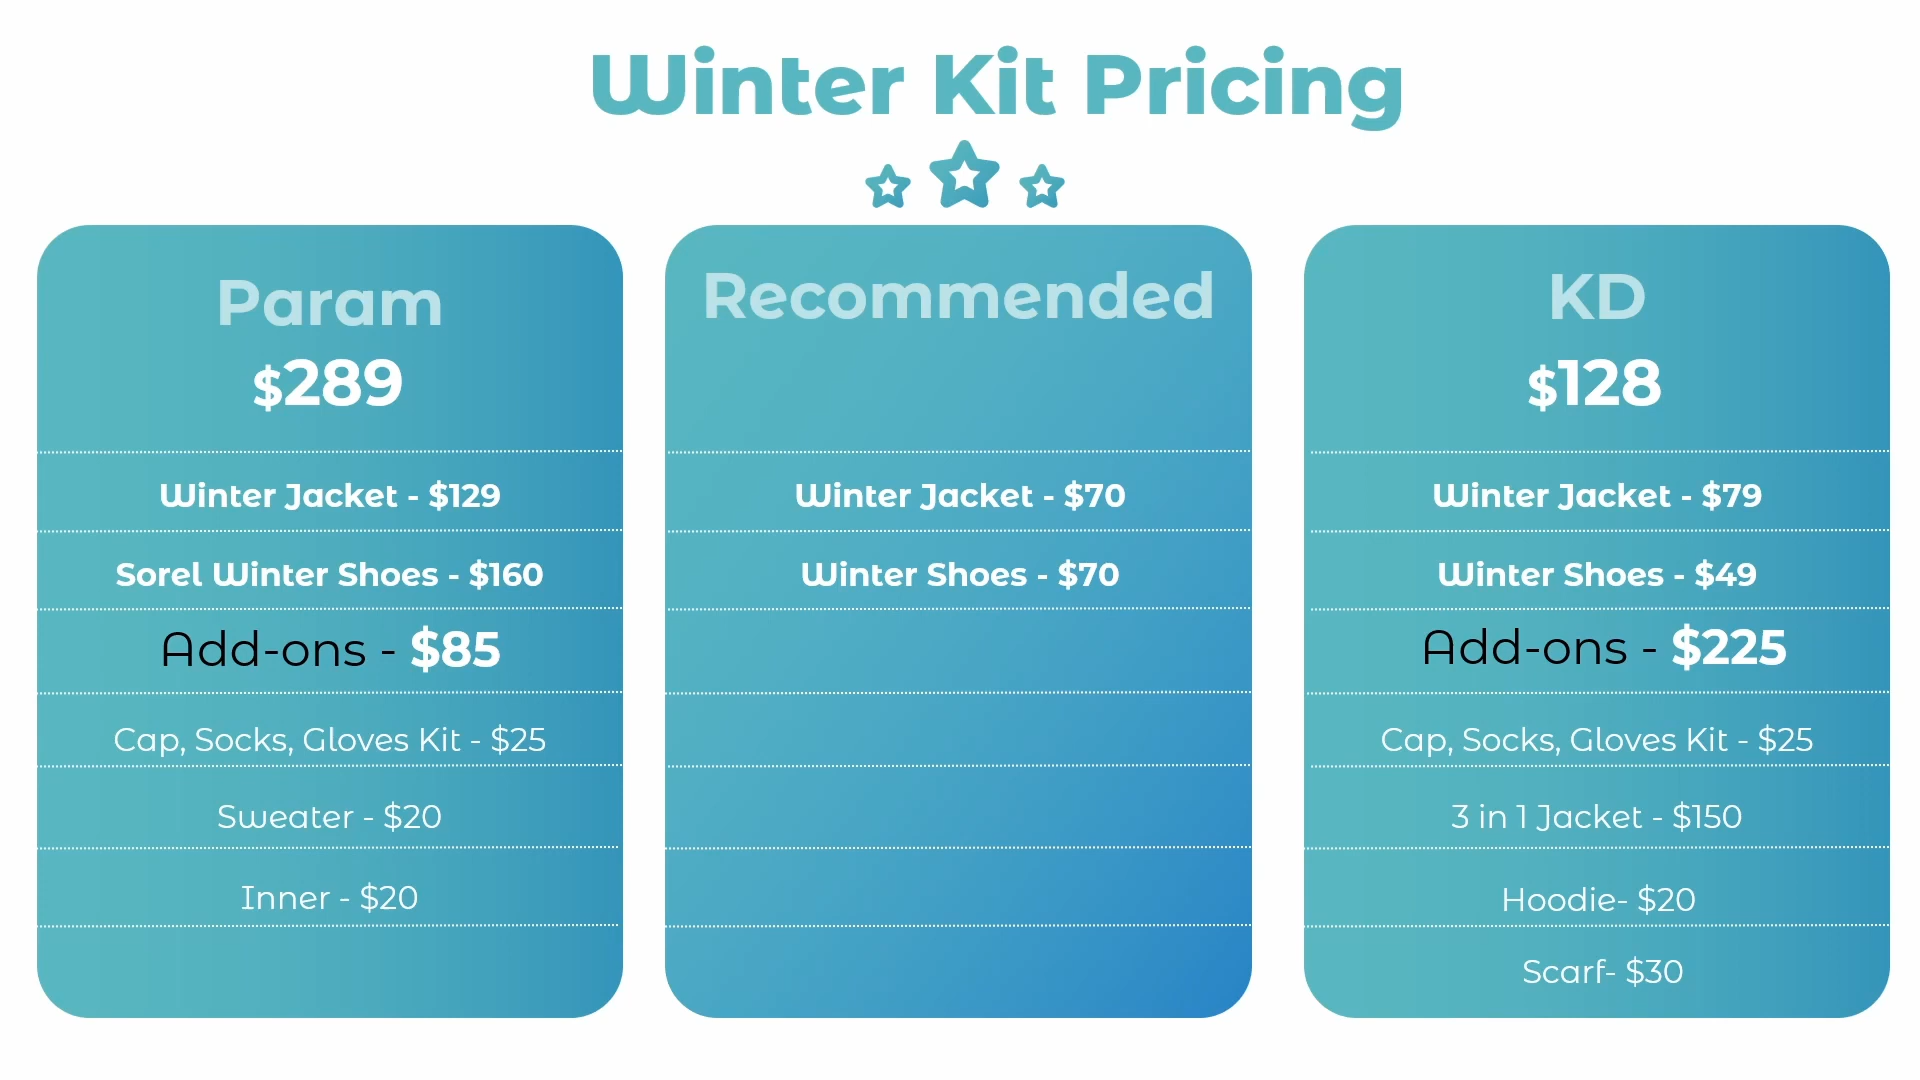 Winter Kit Pricing
Param
$289
Winter Jacket - $129
Sorel Winter Shoes - $160
Add-ons - $85
Cap, Socks, Gloves Kit - $25
Sweater - $20
Inner - $20
Recommended
Winter Jacket - $70
Winter Shoes - $70
KD
$128
Winter Jacket - $79
Winter Shoes - $49
Add-ons - $225
Cap, Socks, Gloves Kit - $25
3 in 1 Jacket - $150
Hoodie- $20
Scarf- $30